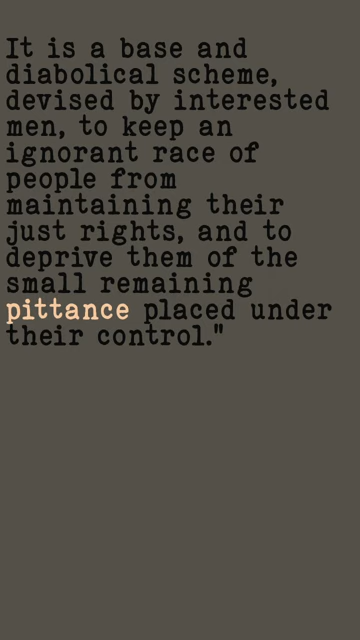 It is a base and
diabolical scheme,
devised by interested
men, to keep an
ignorant race of
people from
maintaining their
just rights, and to
deprive them of the
small remaining
pittance placed under
their control."